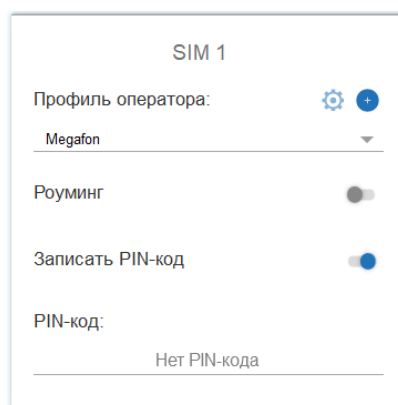 SIM 1
Профиль оператора:
Megafon
Роуминг
Записать PIN-код
PIN-код:
Нет PIN-кода